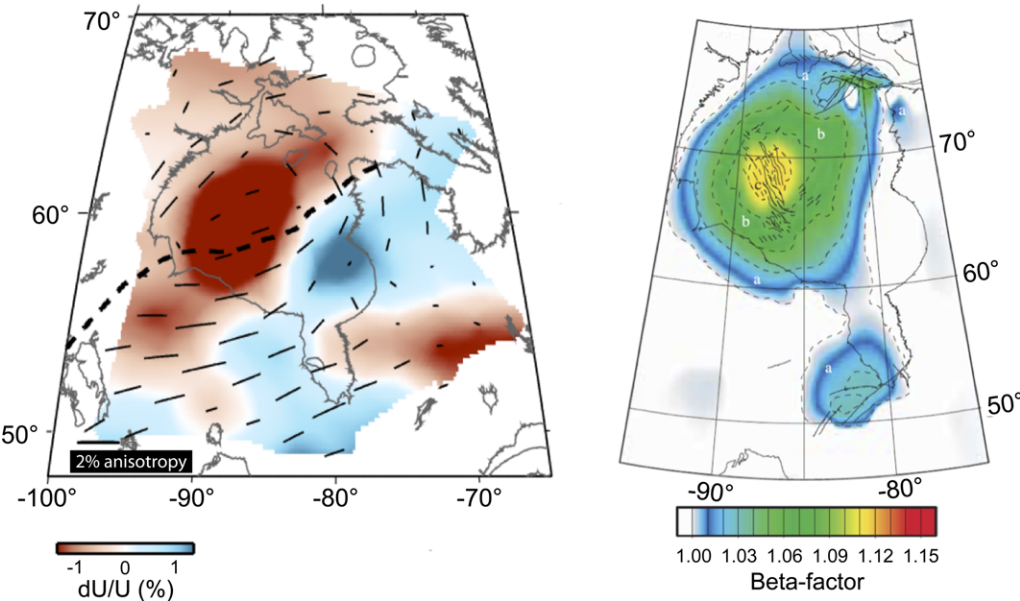 70°
60°
50°
2% anisotropy
-100° -90° -80° -70°
-1 0 1
dU/U (%)
a
a
b
70°
c
b
a
60°
a
50°
-90° -80°
1.00 1.03 1.06 1.09 1.12 1.15
Beta-factor